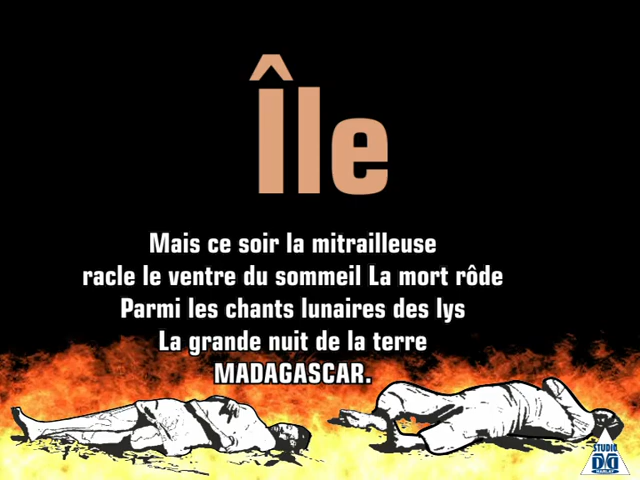 Île
Mais ce soir la mitrailleuse
racle le ventre du sommeil La mort rôde
Parmi les chants lunaires des lys
La grande nuit de la terre
MADAGASCAR.
STUDIO